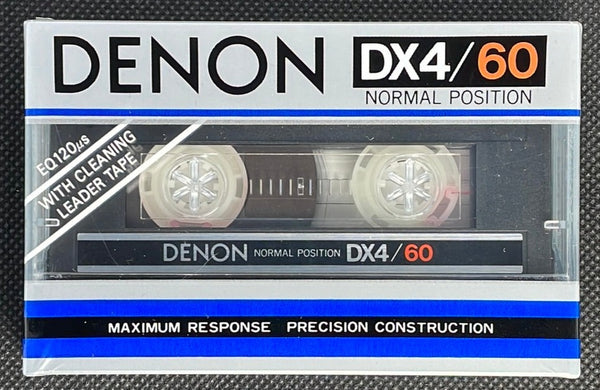 DENON DX4/60
NORMAL POSITION
EQ120µs
WITH CLEANING
LEADER TAPE
DENON NORMAL POSITION DX4/60
MAXIMUM RESPONSE PRECISION CONSTRUCTION